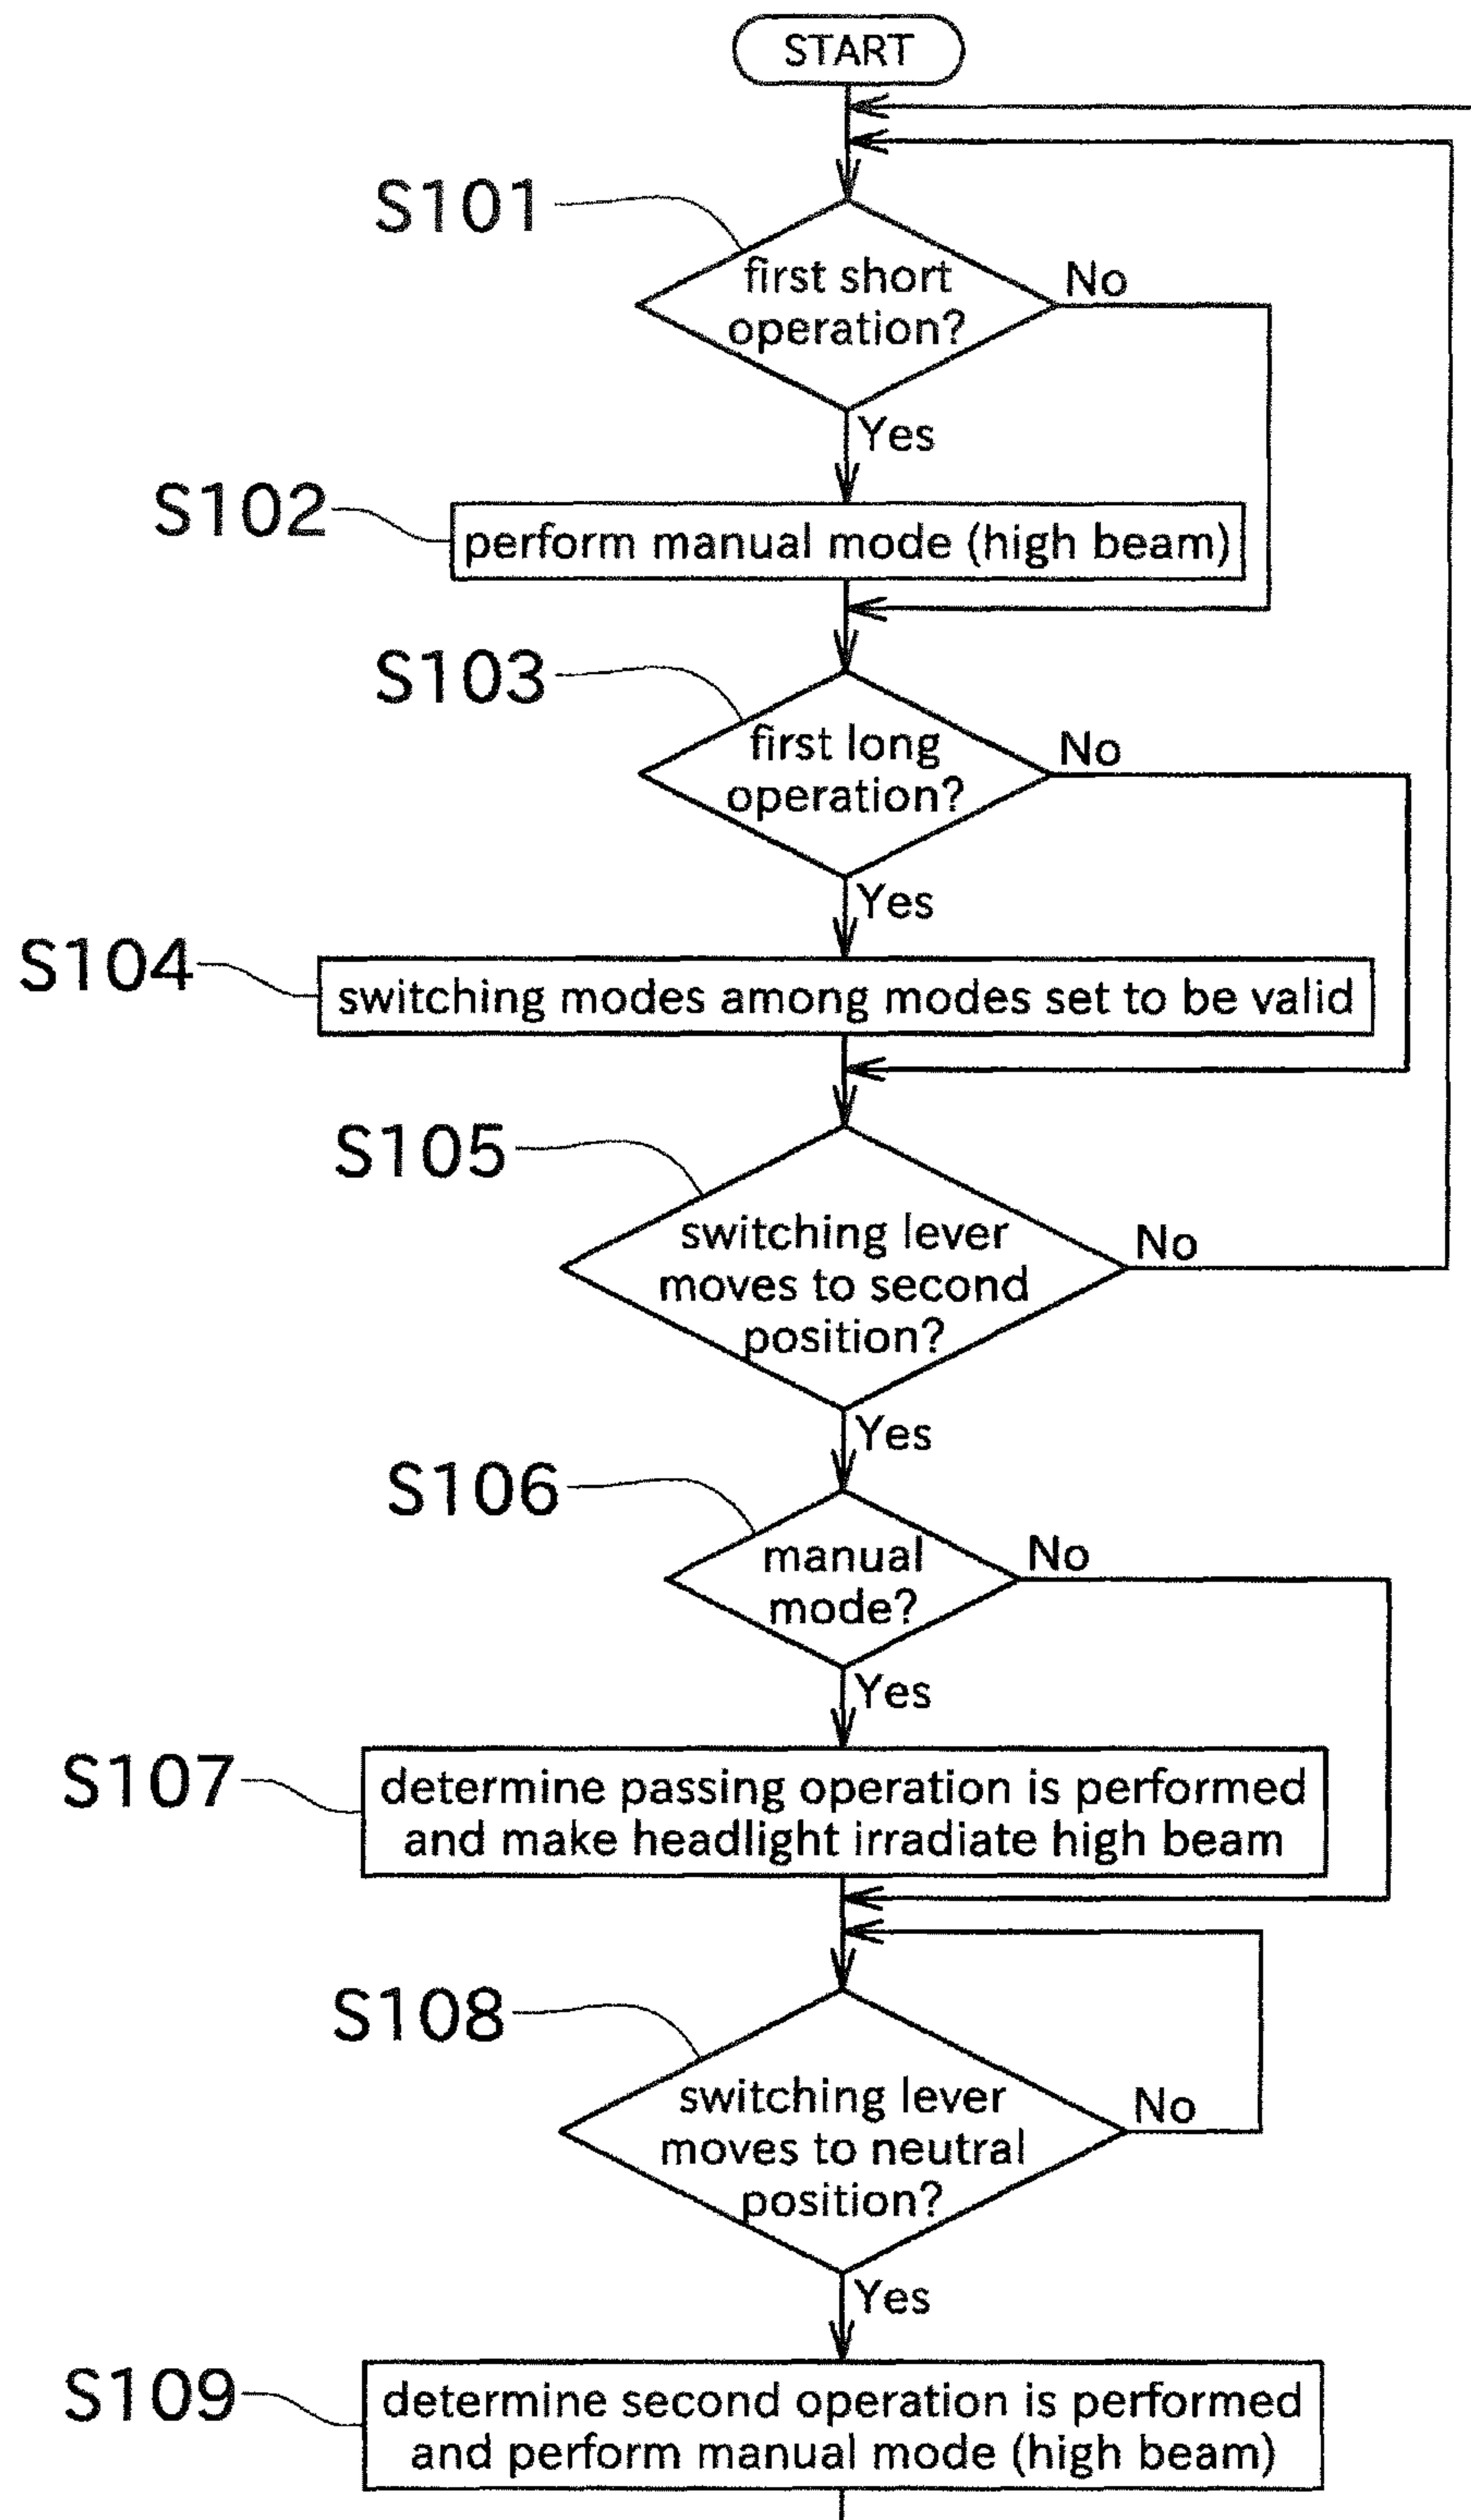 START
S101
first short
operation?
No
Yes
S102
perform manual mode (high beam)
S103
first long
operation?
No
Yes
S104
switching modes among modes set to be valid
S105
switching lever
moves to second
position?
No
Yes
S106
manual
mode?
No
Yes
S107
determine passing operation is performed
and make headlight irradiate high beam
S108
switching lever
moves to neutral
position?
No
Yes
S109
determine second operation is performed
and perform manual mode (high beam)